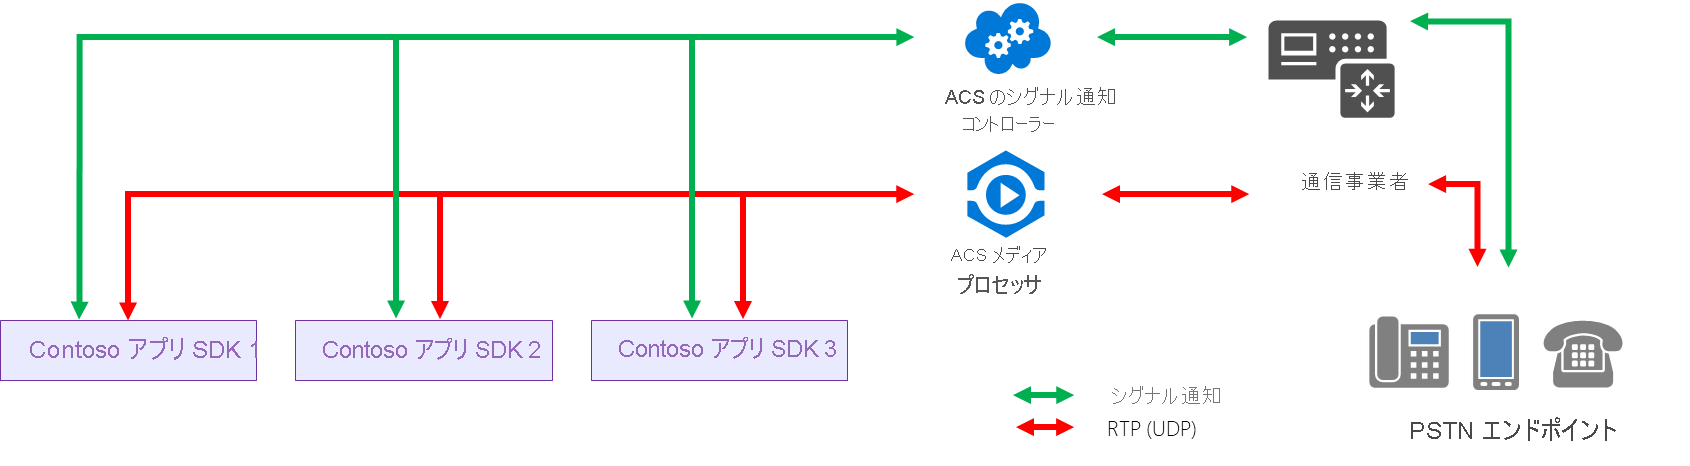 ACS のシグナル通知
コントローラー
通信事業者
ACS メディア
プロセッサ
Contoso アプリ SDK 1
Contoso アプリ SDK 2
Contoso アプリ SDK 3
シグナル通知
RTP (UDP)
PSTN エンドポイント